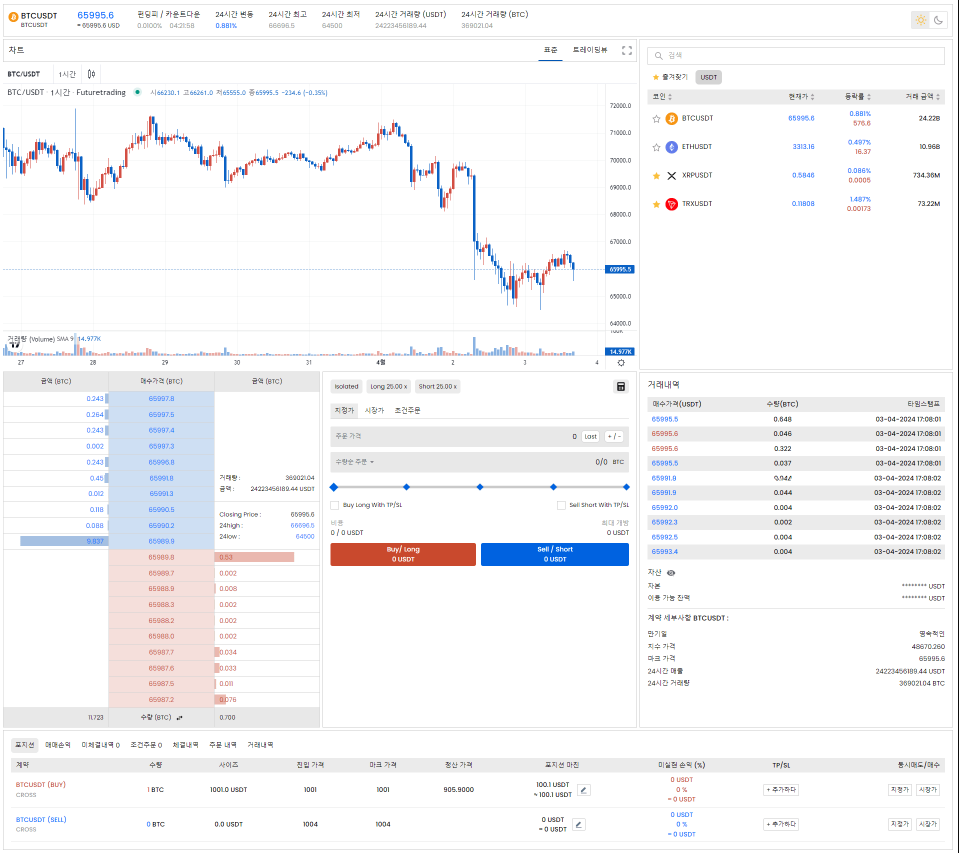 BTCUSDT
BTCUSDT
65995.6
≈ 65995.6 USD
펀딩피 / 카운트다운
0.0100% 04:21:58
24시간 변동
0.881%
24시간 최고
66696.5
24시간 최저
64500
24시간 거래량 (USDT)
24223456189.44
24시간 거래량 (BTC)
369021.04
차트
표준 트레이딩뷰
BTC/USDT 1시간
BTC/USDT · 1시간 · Futuretrading 시66230.1 고66261.0 저65555.0 종65995.5 -234.6 (-0.35%)
72000.0
71000.0
70000.0
69000.0
68000.0
67000.0
65995.5
65000.0
64000.0
거래량 (Volume) SMA 9 14.977K
14.977K
27 28 29 30 31 4월 2 3 4
검색
즐겨찾기 USDT
코인 현재가 등락률 거래 금액
BTCUSDT 65995.6 0.881% 24.22B
576.6
ETHUSDT 3313.16 0.497% 10.96B
16.37
XRPUSDT 0.5846 0.086% 734.36M
0.0005
TRXUSDT 0.11808 1.487% 73.22M
0.00173
금액 (BTC) 매수가격 (BTC) 금액 (BTC)
0.243 65997.8
0.264 65997.5
0.243 65997.4
0.002 65997.3
0.243 65996.8
0.45 65991.8
0.012 65991.3
0.118 65990.5
0.088 65990.2
9.837 65989.9
거래량 : 369021.04
금액 : 24223456189.44 USDT
Closing Price : 65995.6
24high : 66696.5
24low : 64500
65989.8 0.53
65989.7 0.002
65988.9 0.008
65988.3 0.002
65988.2 0.002
65988.0 0.002
65987.7 0.034
65987.6 0.033
65987.5 0.011
65987.2 0.076
11.723 수량 (BTC) 0.700
Isolated Long 25.00 x Short 25.00 x
지정가 시장가 조건주문
주문 가격 0 Last + / -
수량순 주문 0/0 BTC
Buy Long With TP/SL Sell Short With TP/SL
비용 최대 개방
0 / 0 USDT 0 USDT
Buy/ Long
0 USDT
Sell / Short
0 USDT
거래내역
매수가격(USDT) 수량(BTC) 타임스탬프
65995.5 0.648 03-04-2024 17:08:01
65995.6 0.046 03-04-2024 17:08:01
65995.6 0.322 03-04-2024 17:08:01
65995.5 0.037 03-04-2024 17:08:01
65991.8 03-04-2024 17:08:02
65991.9 0.044 03-04-2024 17:08:02
65992.0 0.004 03-04-2024 17:08:02
65992.3 0.002 03-04-2024 17:08:02
65992.5 0.004 03-04-2024 17:08:02
65993.4 0.004 03-04-2024 17:08:02
자산
자본 ******** USDT
이용 가능 잔액 ******** USDT
계약 세부사항 BTCUSDT :
만기일 영속적인
지수 가격 48670.260
마크 가격 65995.6
24시간 매출 24223456189.44 USDT
24시간 거래량 369021.04 BTC
포지션 매매손익 미체결내역 0 조건주문 0 체결내역 주문 내역 거래내역
계약 수량 사이즈 진입 가격 마크 가격 청산 가격 포지션 마진 미실현 손익 (%) TP/SL 동시매도/매수
BTCUSDT (BUY)
CROSS
1 BTC 1001.0 USDT 1001 1001 905.9000
100.1 USDT
≈ 100.1 USDT
0 USDT
0 %
≈ 0 USDT
+ 추가하다 지정가 시장가
BTCUSDT (SELL)
CROSS
0 BTC 0.0 USDT 1004 1004
0 USDT
≈ 0 USDT
0 USDT
0 %
≈ 0 USDT
+ 추가하다 지정가 시장가